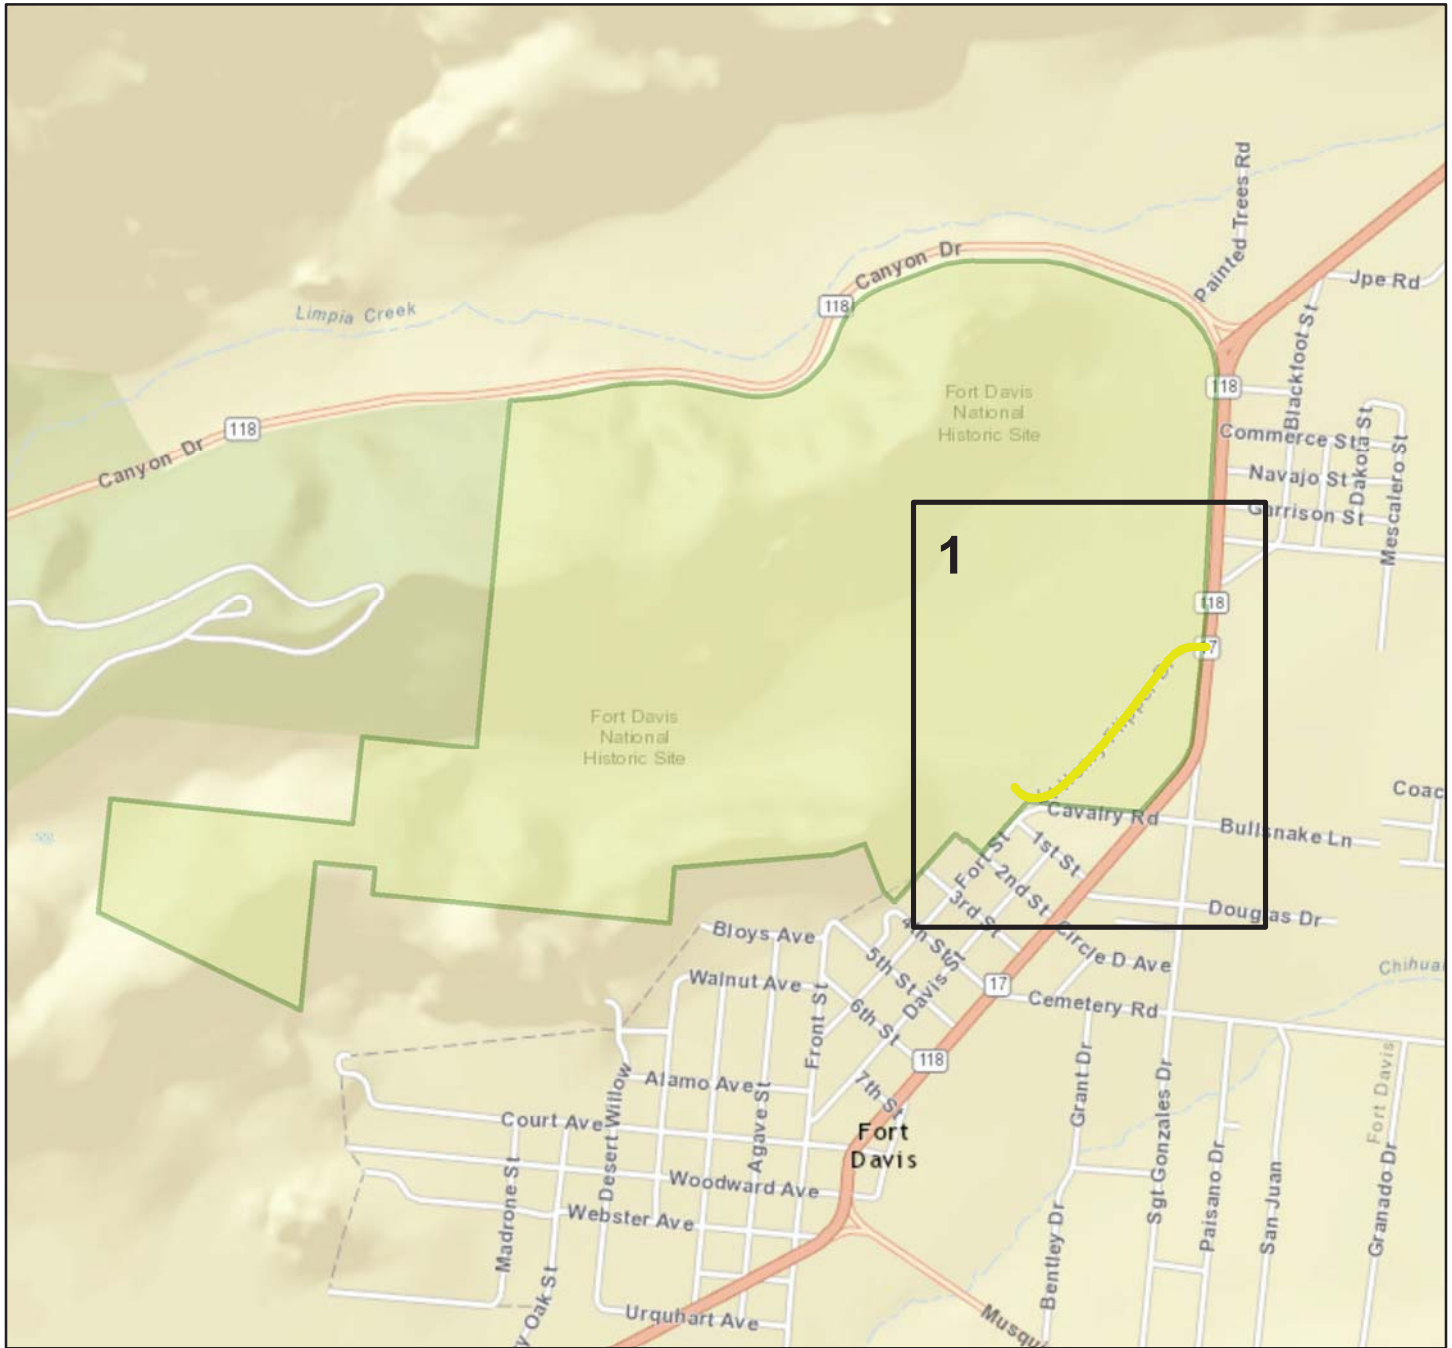 Painted Trees Rd
Canyon Dr
Jpe Rd
118
Limpia Creek
Blackfoot St
118
Fort Davis
National
Historic Site
Dakota St
118
Commerce St
Mescalero St
Canyon Dr
Navajo St
Garrison St
1
118
17
Fort Davis
National
Historic Site
Cavalry Rd
Bullsnake Ln
1st St
Fort St
2nd St
3rd St
Douglas Dr
Bloys Ave
4th St
Circle D Ave
5th St
Davis St
Walnut Ave
17
Cemetery Rd
Front St
6th St
118
Alamo Ave
7th St
Grant Dr
Fort Davis
Court Ave
Desert Willow
Agave St
Fort
Davis
Sgt Gonzales Dr
Woodward Ave
Madrone St
Webster Ave
Paisano Dr
San Juan
Granado Dr
Bentley Dr
Urquhart Ave